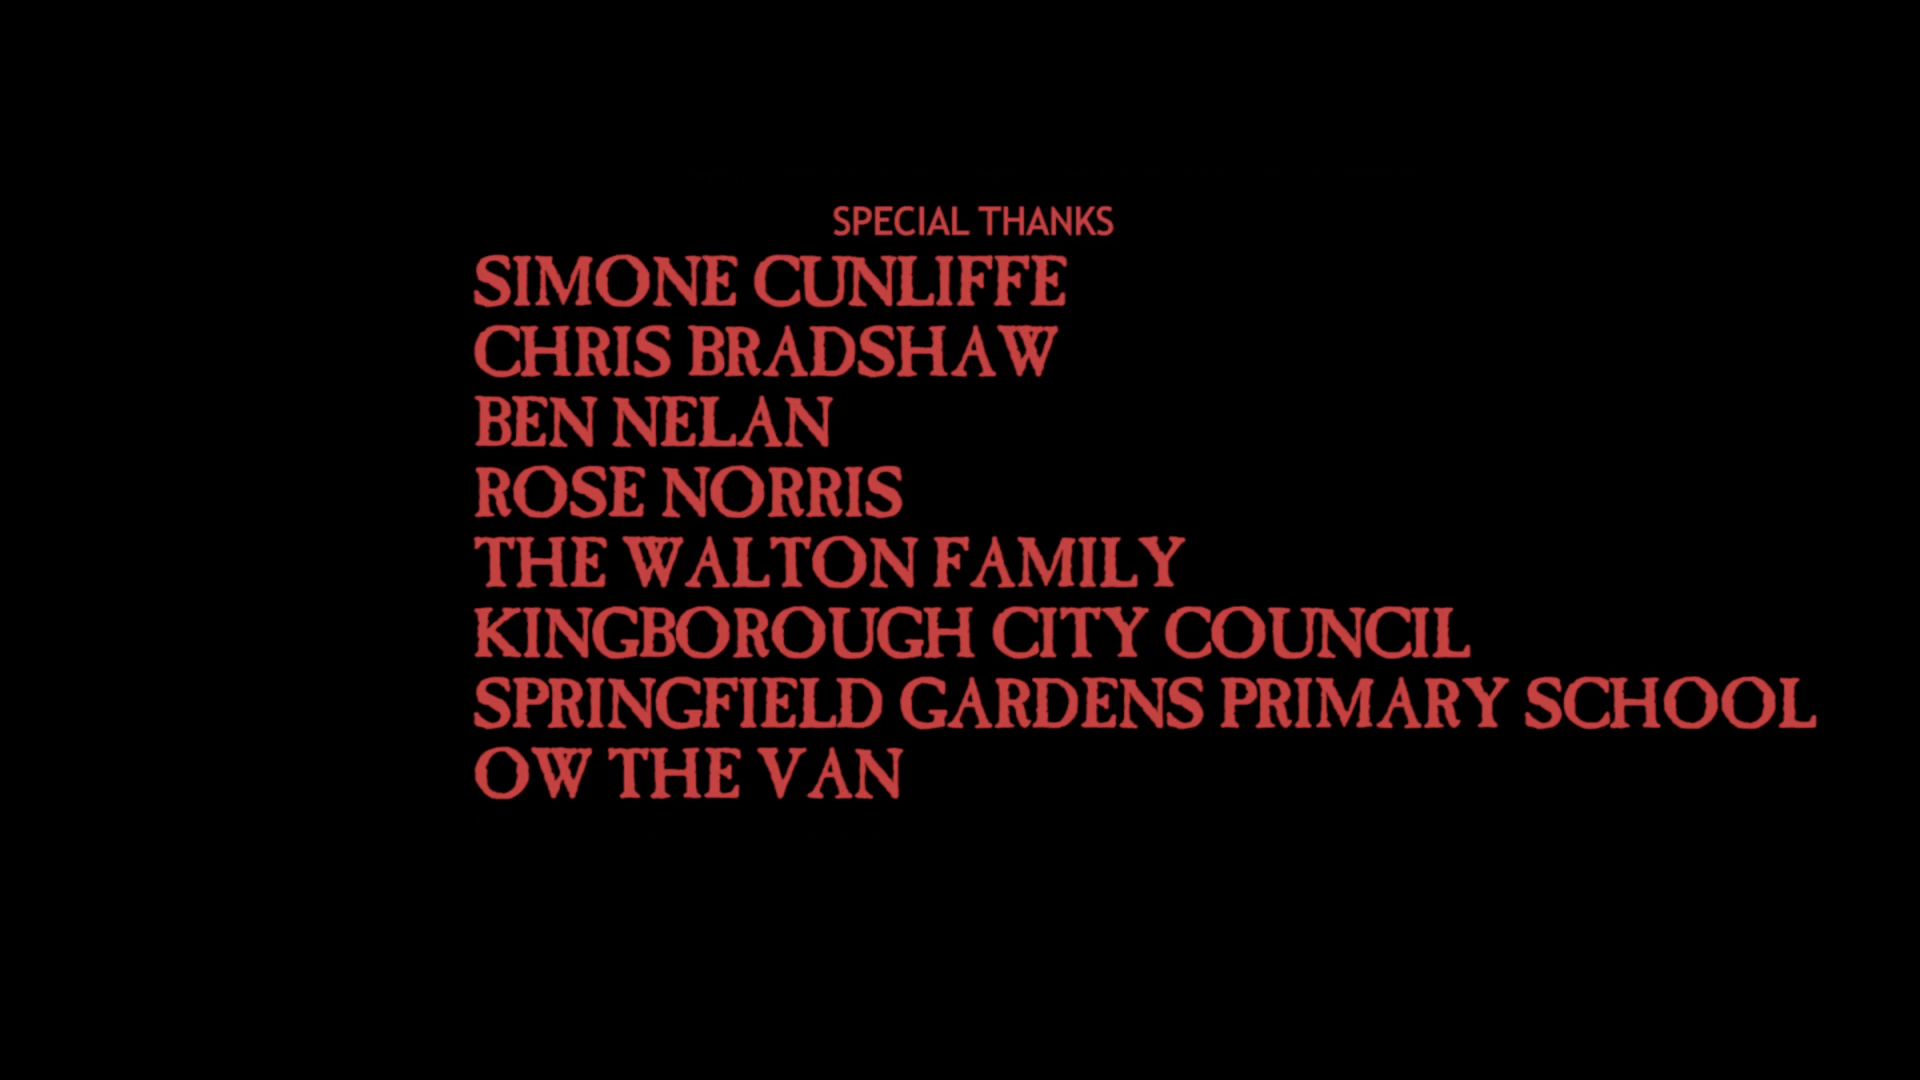 SPECIAL THANKS
SIMONE CUNLIFFE
CHRIS BRADSHAW
BEN NELAN
ROSE NORRIS
THE WALTON FAMILY
KINGBOROUGH CITY COUNCIL
SPRINGFIELD GARDENS PRIMARY SCHOOL
OW THE VAN